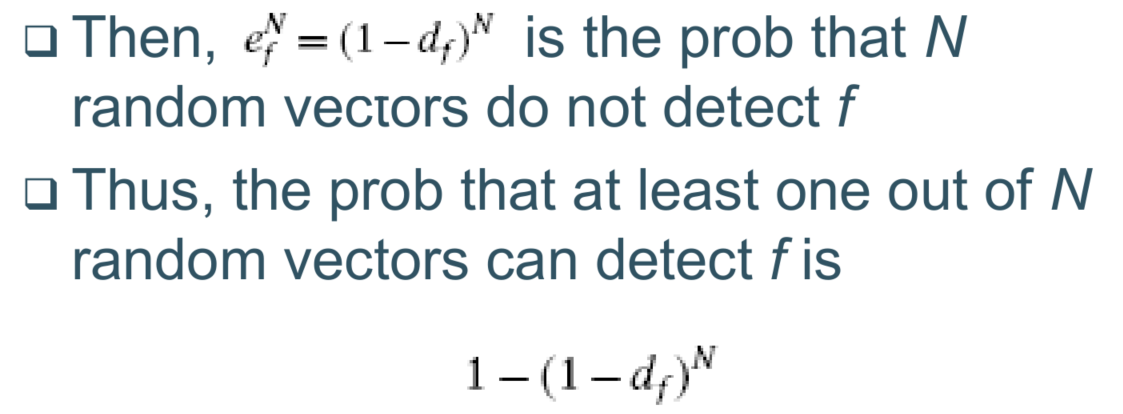 ❑ Then, e_f^N = (1 − d_f)^N is the prob that N
random vectors do not detect f
❑ Thus, the prob that at least one out of N
random vectors can detect f is
1 − (1 − d_f)^N